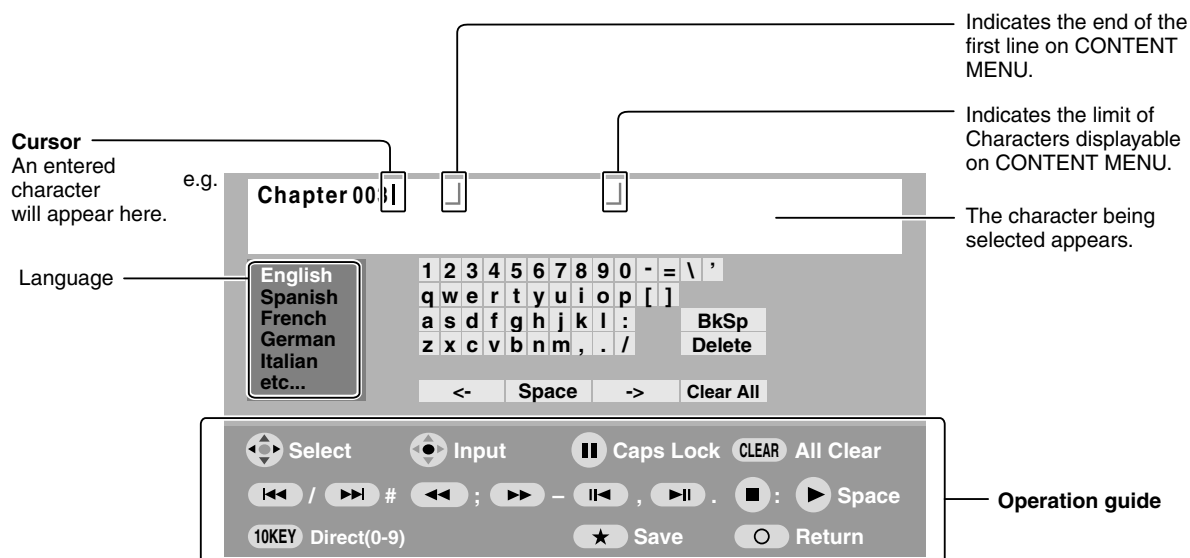 Indicates the end of the
first line on CONTENT
MENU.
Indicates the limit of
Characters displayable
on CONTENT MENU.
Cursor
An entered
character
will appear here.
e.g.
Chapter 003
The character being
selected appears.
Language
English
Spanish
French
German
Italian
etc...
1 2 3 4 5 6 7 8 9 0 - = \ ’
q w e r t y u i o p [ ]
a s d f g h j k l : BkSp
z x c v b n m , . / Delete
<- Space -> Clear All
Select Input Caps Lock CLEAR All Clear
/ # ; – , . : Space
10KEY Direct(0-9) Save Return
Operation guide